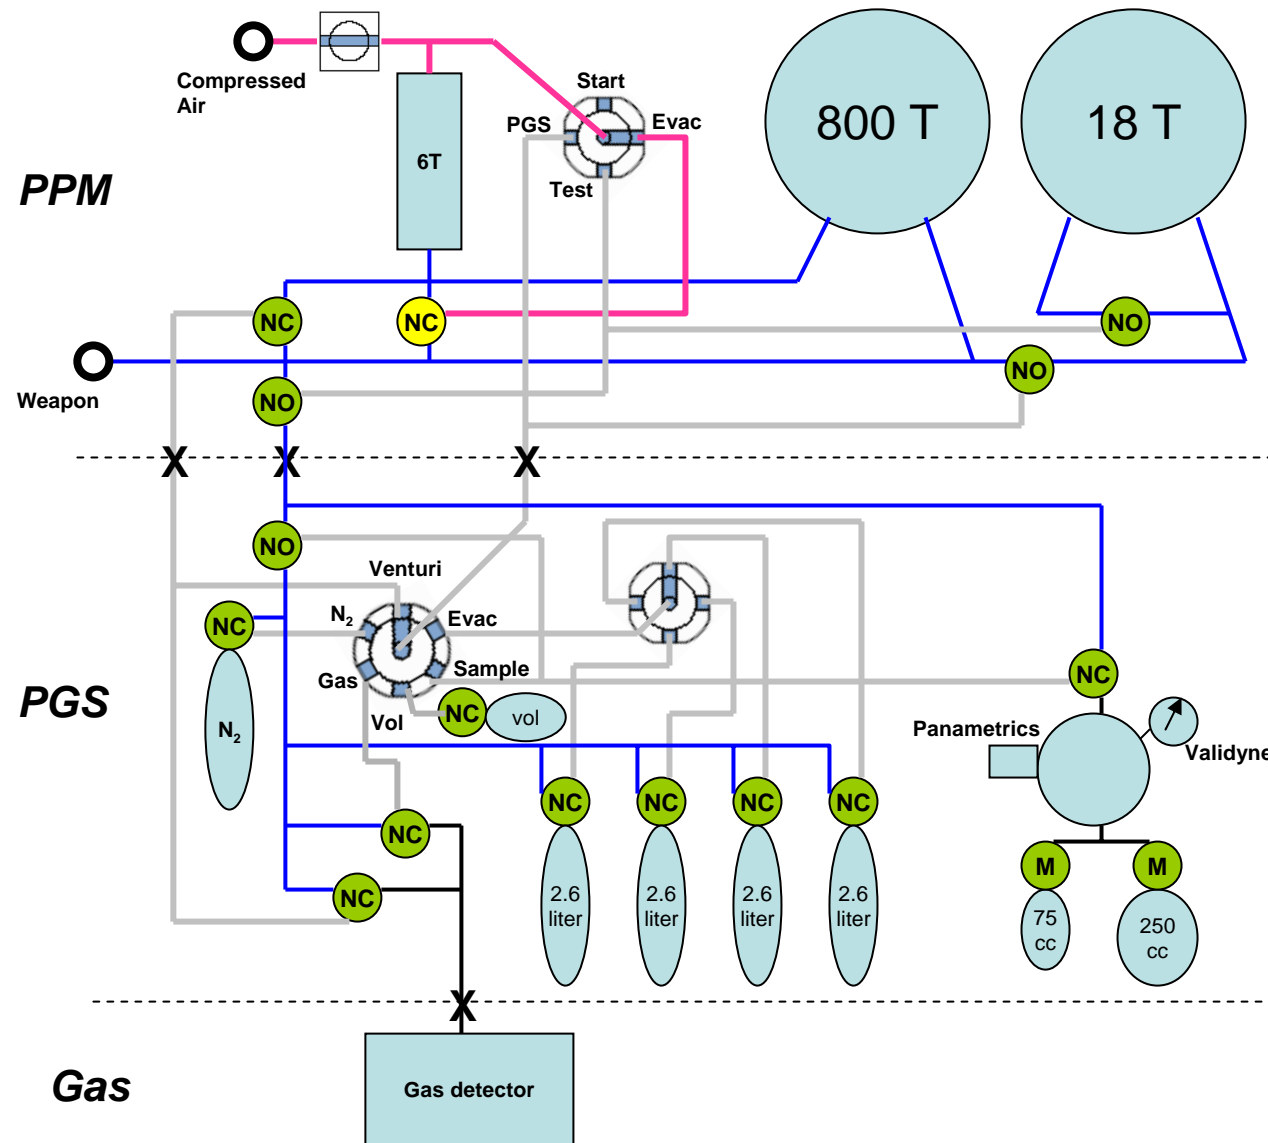 Compressed
Air
Start
PGS
Evac
Test
6T
800 T
18 T
PPM
NC
NC
NO
NO
Weapon
NO
X
X
X
NO
Venturi
N₂
Evac
NC
Gas
Sample
Vol
NC
vol
NC
PGS
N₂
Panametrics
Validyne
NC
NC
NC
NC
NC
NC
M
M
2.6
liter
2.6
liter
2.6
liter
2.6
liter
75
cc
250
cc
X
Gas
Gas detector